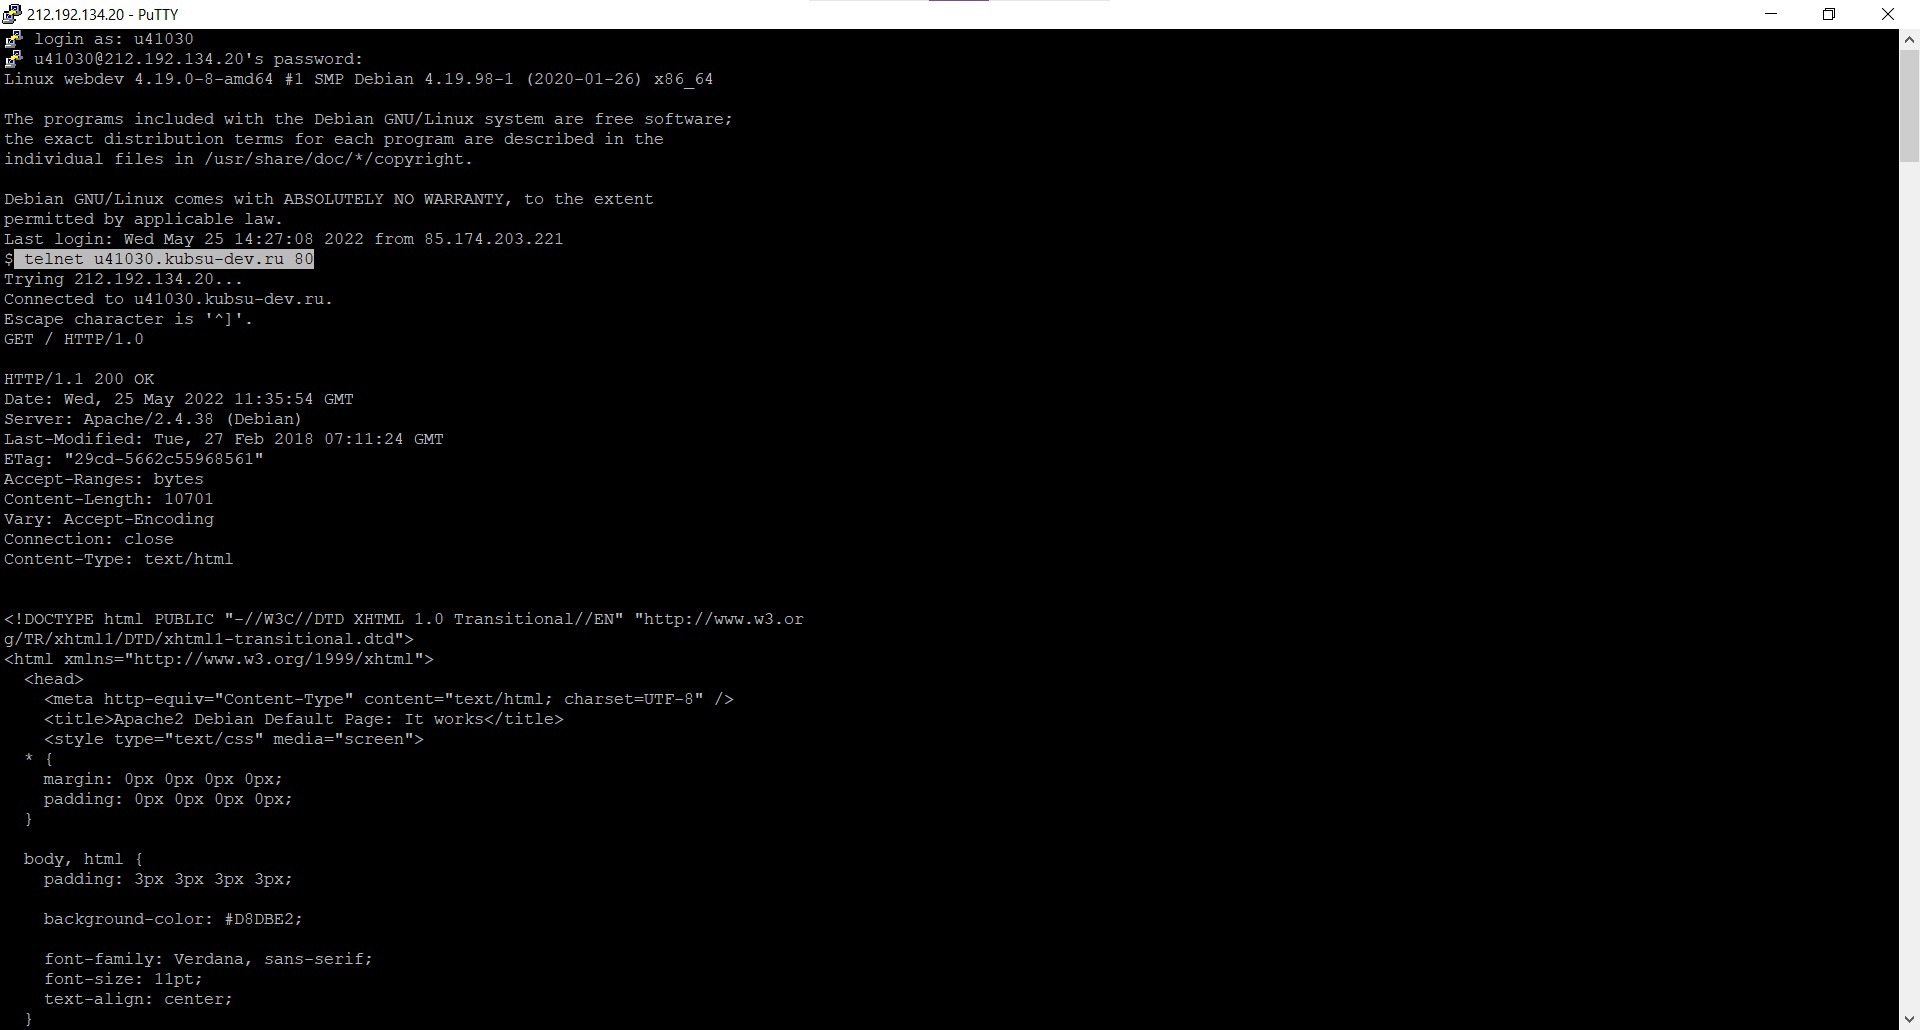 212.192.134.20 - PuTTY
login as: u41030
u41030@212.192.134.20's password:
Linux webdev 4.19.0-8-amd64 #1 SMP Debian 4.19.98-1 (2020-01-26) x86_64
The programs included with the Debian GNU/Linux system are free software;
the exact distribution terms for each program are described in the
individual files in /usr/share/doc/*/copyright.
Debian GNU/Linux comes with ABSOLUTELY NO WARRANTY, to the extent
permitted by applicable law.
Last login: Wed May 25 14:27:08 2022 from 85.174.203.221
$ telnet u41030.kubsu-dev.ru 80
Trying 212.192.134.20...
Connected to u41030.kubsu-dev.ru.
Escape character is '^]'.
GET / HTTP/1.0
HTTP/1.1 200 OK
Date: Wed, 25 May 2022 11:35:54 GMT
Server: Apache/2.4.38 (Debian)
Last-Modified: Tue, 27 Feb 2018 07:11:24 GMT
ETag: "29cd-5662c55968561"
Accept-Ranges: bytes
Content-Length: 10701
Vary: Accept-Encoding
Connection: close
Content-Type: text/html
<!DOCTYPE html PUBLIC "-//W3C//DTD XHTML 1.0 Transitional//EN" "http://www.w3.or
g/TR/xhtml1/DTD/xhtml1-transitional.dtd">
<html xmlns="http://www.w3.org/1999/xhtml">
<head>
<meta http-equiv="Content-Type" content="text/html; charset=UTF-8" />
<title>Apache2 Debian Default Page: It works</title>
<style type="text/css" media="screen">
* {
margin: 0px 0px 0px 0px;
padding: 0px 0px 0px 0px;
}
body, html {
padding: 3px 3px 3px 3px;
background-color: #D8DBE2;
font-family: Verdana, sans-serif;
font-size: 11pt;
text-align: center;
}